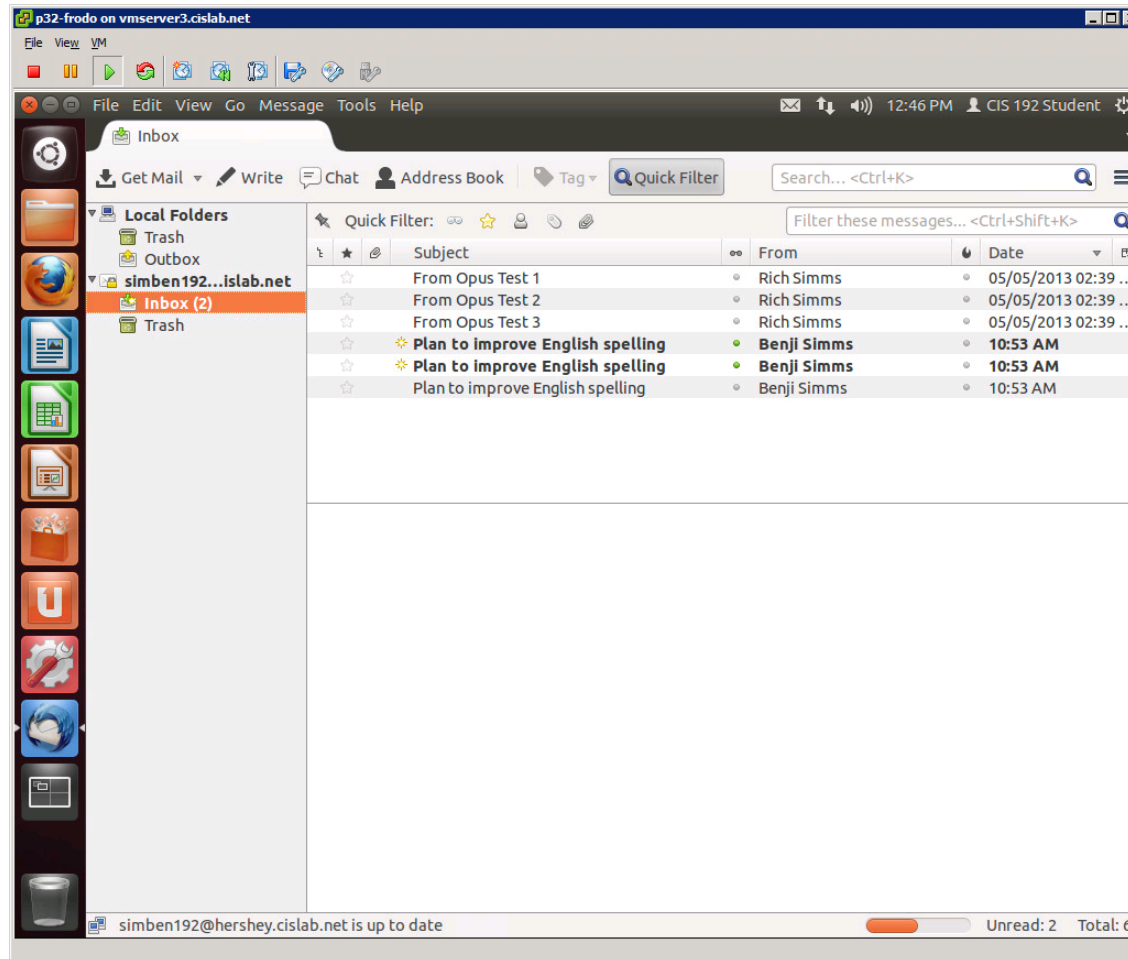 p32-frodo on vmserver3.cislab.net
File View VM
File Edit View Go Message Tools Help 12:46 PM CIS 192 Student
Inbox
Get Mail Write Chat Address Book Tag Quick Filter Search... <Ctrl+K>
Local Folders
Trash
Outbox
simben192...islab.net
Inbox (2)
Trash
Quick Filter: Filter these messages... <Ctrl+Shift+K>
Subject From Date
From Opus Test 1 Rich Simms 05/05/2013 02:39 ..
From Opus Test 2 Rich Simms 05/05/2013 02:39 ..
From Opus Test 3 Rich Simms 05/05/2013 02:39 ..
Plan to improve English spelling Benji Simms 10:53 AM
Plan to improve English spelling Benji Simms 10:53 AM
Plan to improve English spelling Benji Simms 10:53 AM
simben192@hershey.cislab.net is up to date Unread: 2 Total: 6